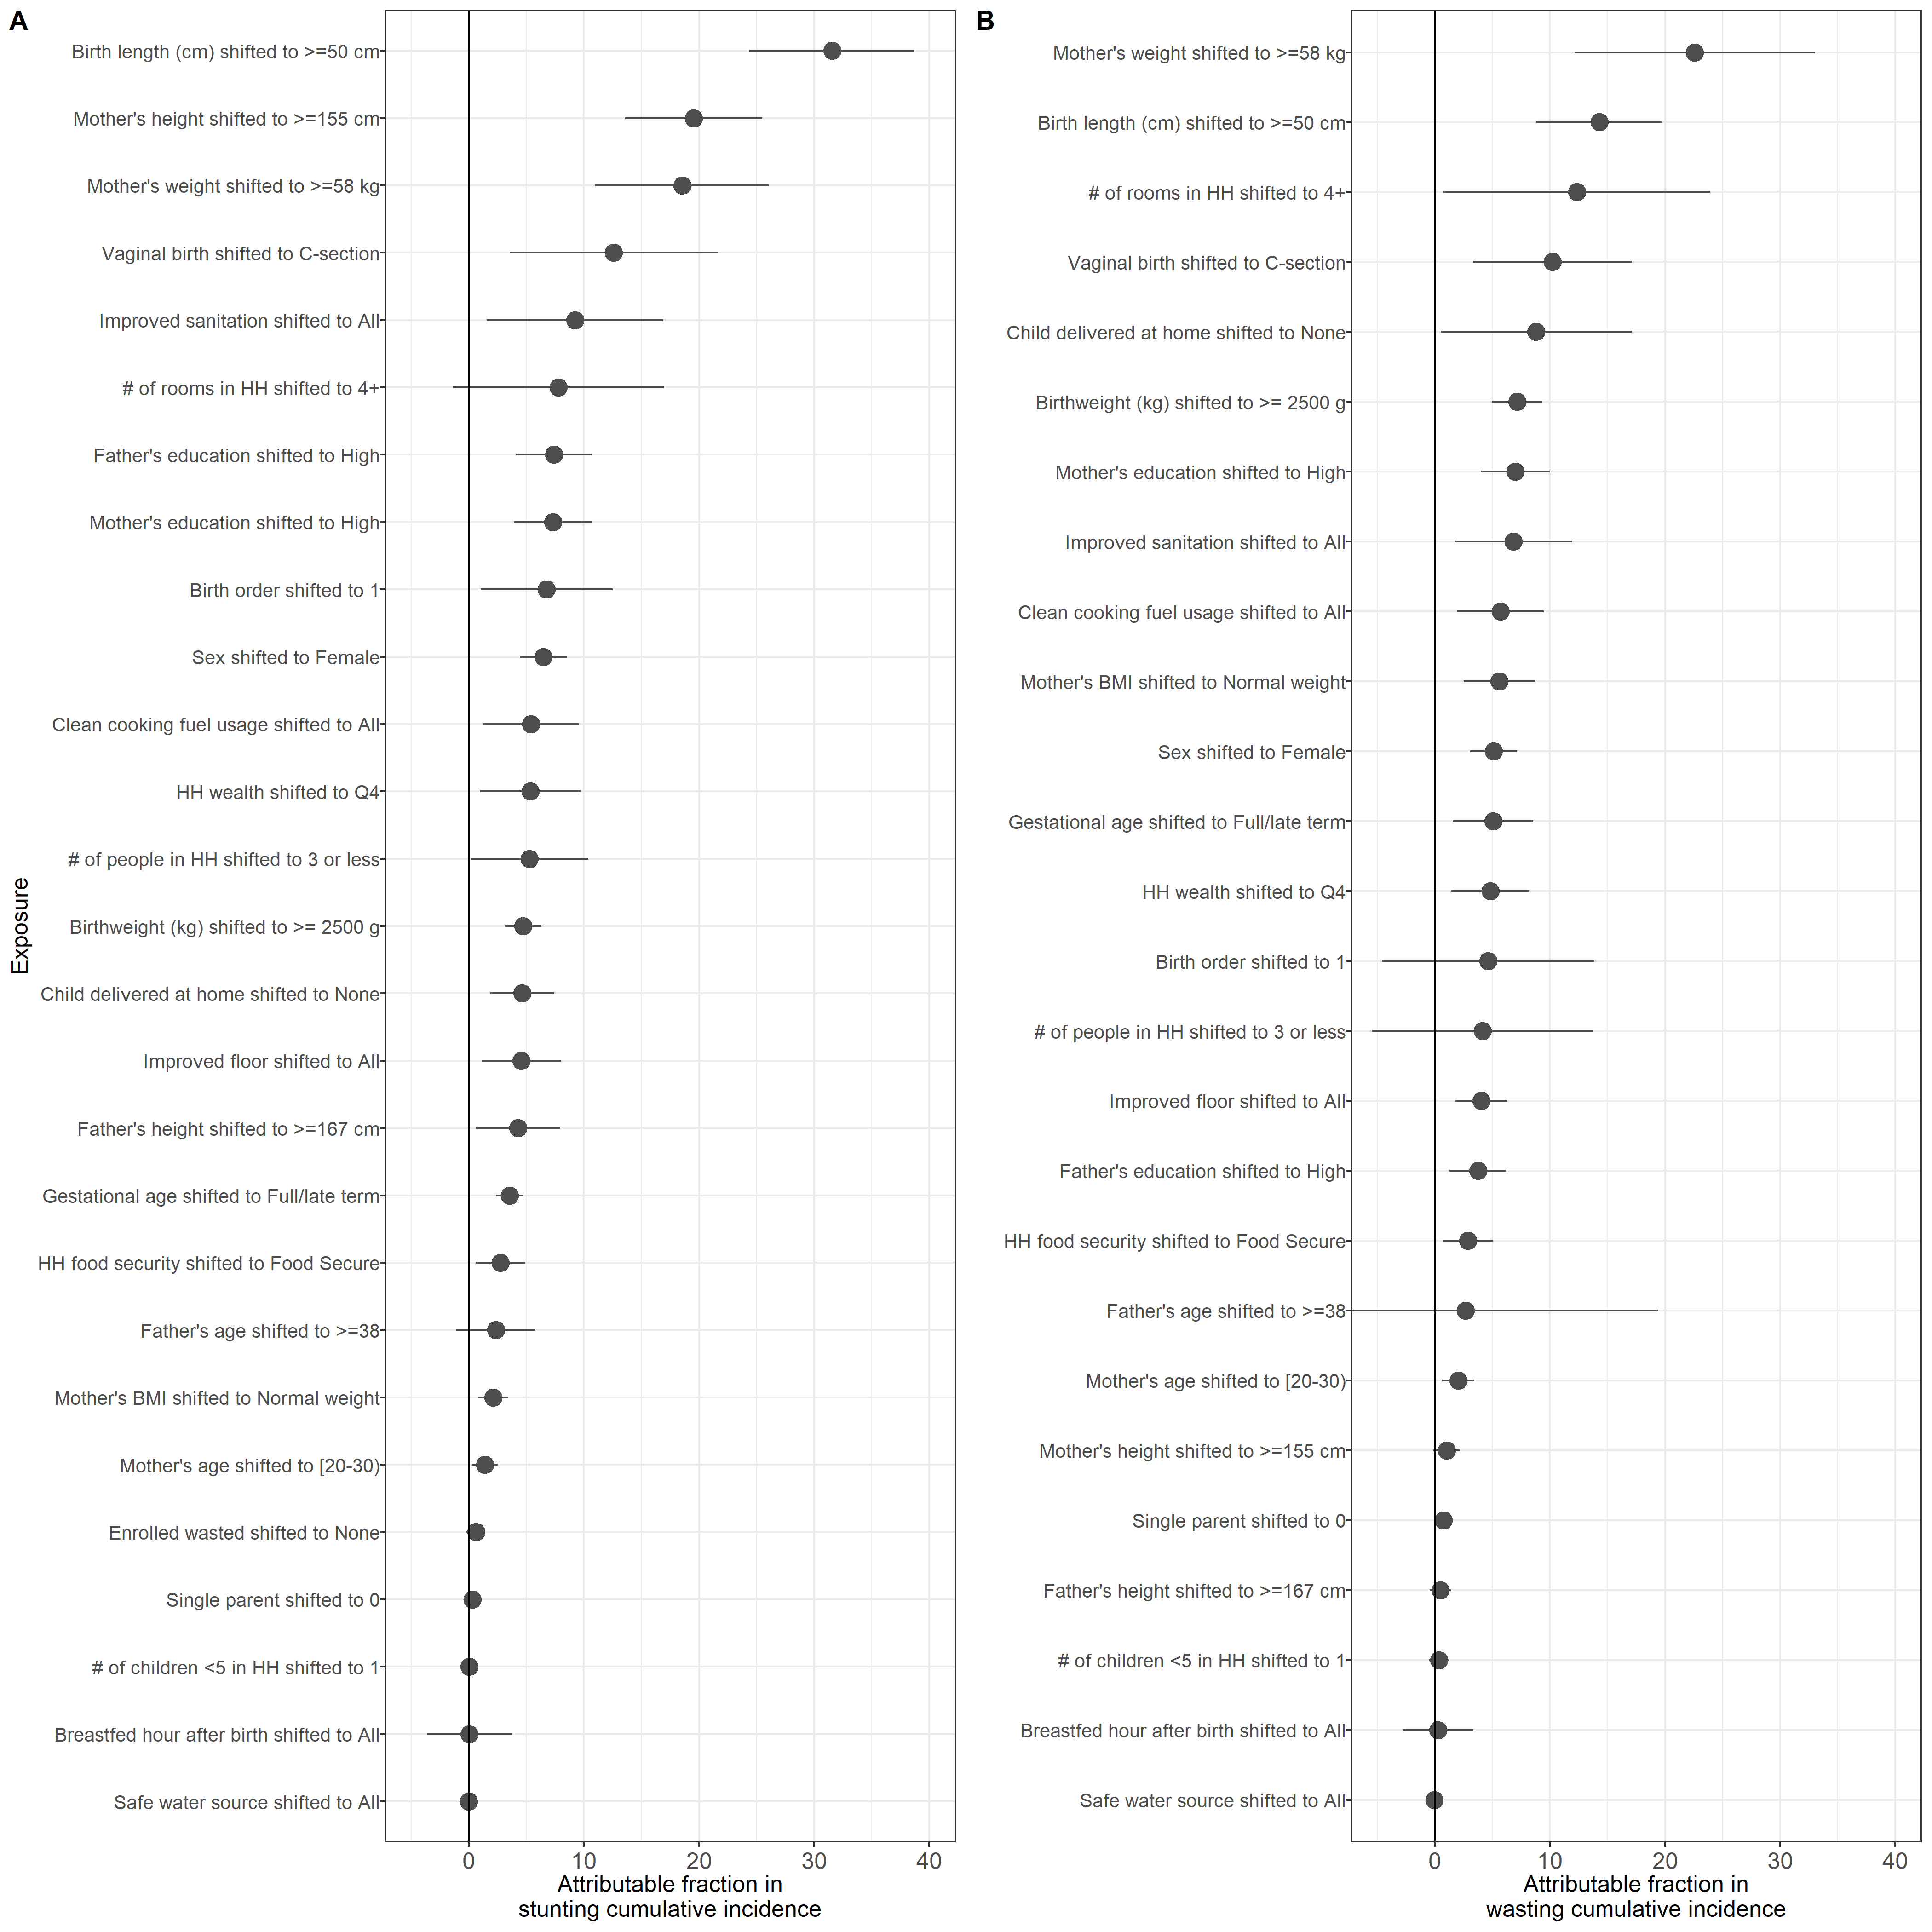 A
Exposure
Birth length (cm) shifted to >=50 cm
Mother's height shifted to >=155 cm
Mother's weight shifted to >=58 kg
Vaginal birth shifted to C-section
Improved sanitation shifted to All
# of rooms in HH shifted to 4+
Father's education shifted to High
Mother's education shifted to High
Birth order shifted to 1
Sex shifted to Female
Clean cooking fuel usage shifted to All
HH wealth shifted to Q4
# of people in HH shifted to 3 or less
Birthweight (kg) shifted to >= 2500 g
Child delivered at home shifted to None
Improved floor shifted to All
Father's height shifted to >=167 cm
Gestational age shifted to Full/late term
HH food security shifted to Food Secure
Father's age shifted to >=38
Mother's BMI shifted to Normal weight
Mother's age shifted to [20-30)
Enrolled wasted shifted to None
Single parent shifted to 0
# of children <5 in HH shifted to 1
Breastfed hour after birth shifted to All
Safe water source shifted to All
0 10 20 30 40
Attributable fraction in
stunting cumulative incidence
B
Mother's weight shifted to >=58 kg
Birth length (cm) shifted to >=50 cm
# of rooms in HH shifted to 4+
Vaginal birth shifted to C-section
Child delivered at home shifted to None
Birthweight (kg) shifted to >= 2500 g
Mother's education shifted to High
Improved sanitation shifted to All
Clean cooking fuel usage shifted to All
Mother's BMI shifted to Normal weight
Sex shifted to Female
Gestational age shifted to Full/late term
HH wealth shifted to Q4
Birth order shifted to 1
# of people in HH shifted to 3 or less
Improved floor shifted to All
Father's education shifted to High
HH food security shifted to Food Secure
Father's age shifted to >=38
Mother's age shifted to [20-30)
Mother's height shifted to >=155 cm
Single parent shifted to 0
Father's height shifted to >=167 cm
# of children <5 in HH shifted to 1
Breastfed hour after birth shifted to All
Safe water source shifted to All
0 10 20 30 40
Attributable fraction in
wasting cumulative incidence